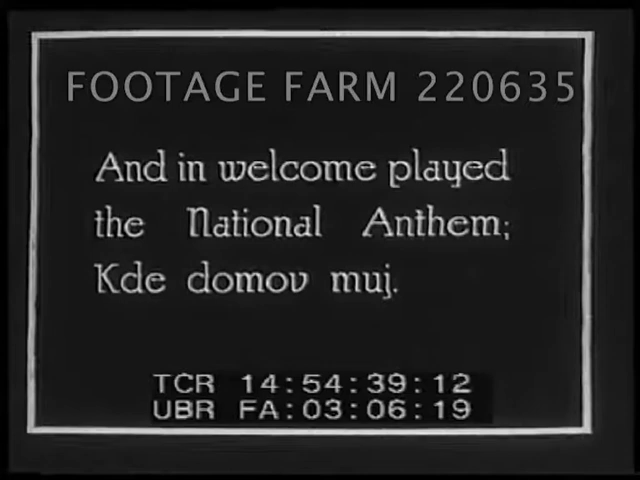 FOOTAGE FARM 220635
And in welcome played
the National Anthem;
Kde domov muj.
TCR 14:54:39:12
UBR FA:03:06:19